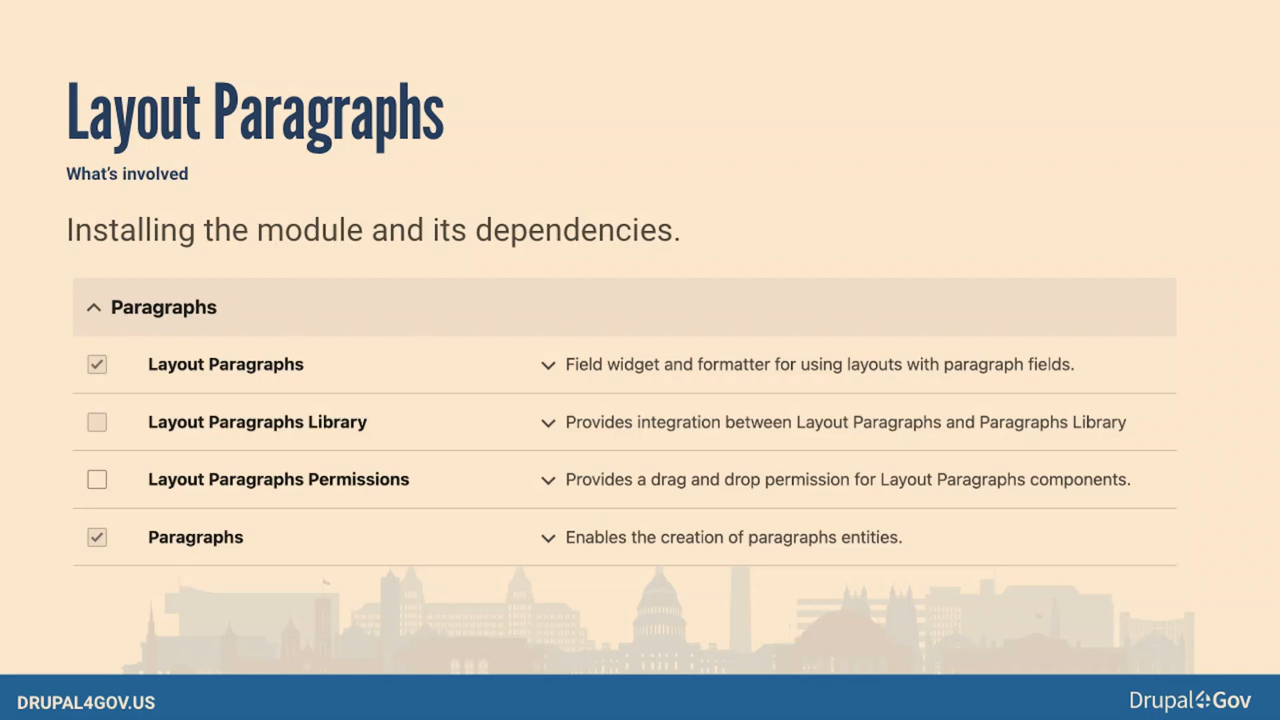 Layout Paragraphs
What's involved
Installing the module and its dependencies.
Paragraphs
Layout Paragraphs Field widget and formatter for using layouts with paragraph fields.
Layout Paragraphs Library Provides integration between Layout Paragraphs and Paragraphs Library
Layout Paragraphs Permissions Provides a drag and drop permission for Layout Paragraphs components.
Paragraphs Enables the creation of paragraphs entities.
DRUPAL4GOV.US Drupal4Gov